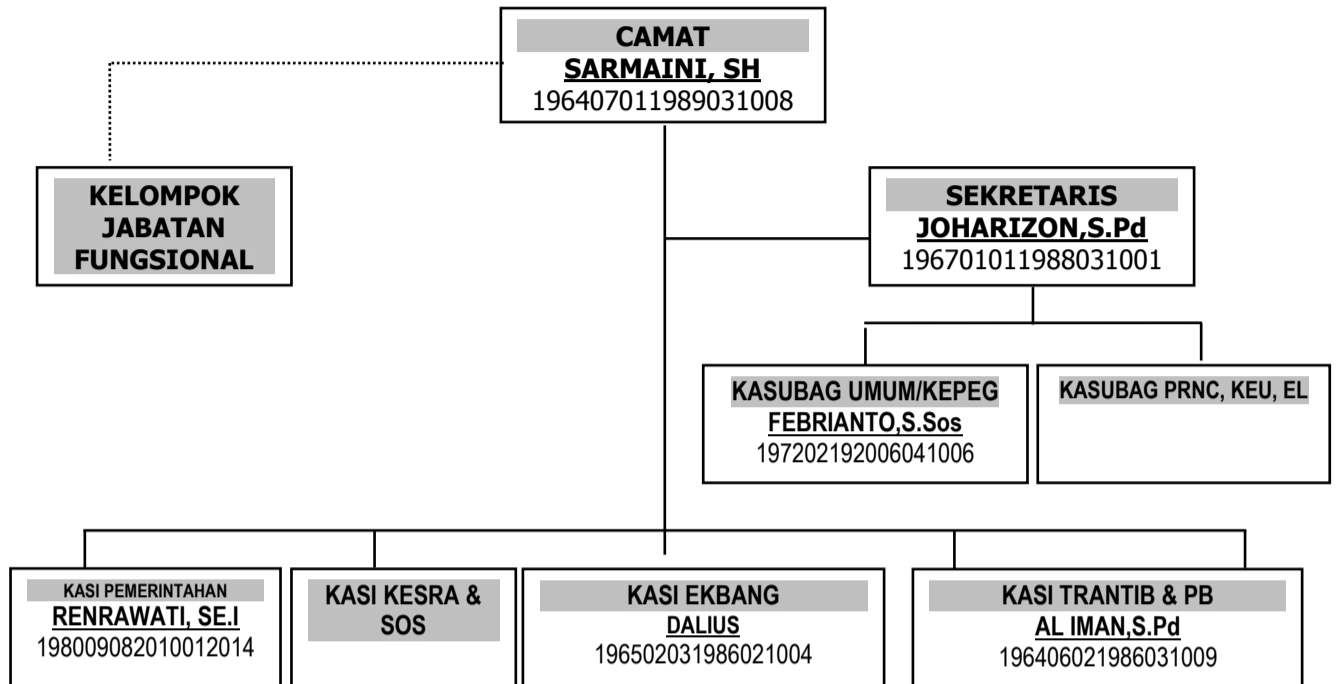 CAMAT
SARMAINI, SH
196407011989031008
KELOMPOK
JABATAN
FUNGSIONAL
SEKRETARIS
JOHARIZON,S.Pd
196701011988031001
KASUBAG UMUM/KEPEG
FEBRIANTO,S.Sos
197202192006041006
KASUBAG PRNC, KEU, EL
KASI PEMERINTAHAN
RENRAWATI, SE.I
198009082010012014
KASI KESRA &
SOS
KASI EKBANG
DALIUS
196502031986021004
KASI TRANTIB & PB
AL IMAN,S.Pd
196406021986031009